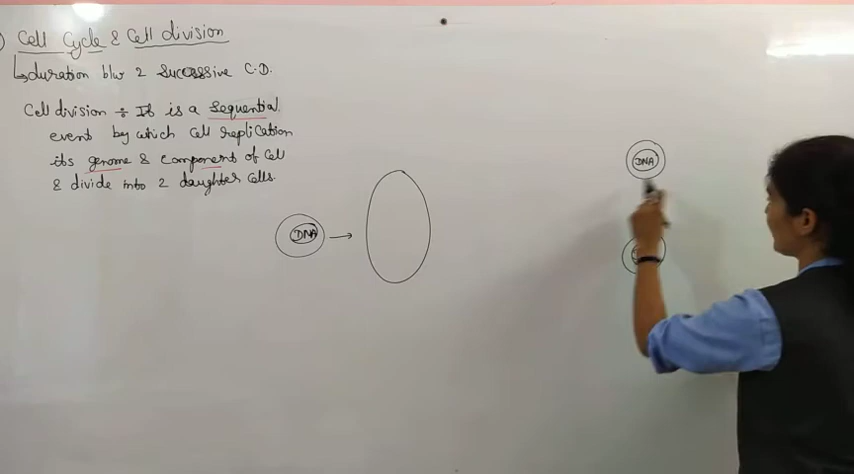 Cell Cycle & Cell division
↳duration b/w 2 Successive C.D.
Cell division ÷ It is a Sequential
event by which Cell replication
its genome & component of Cell
& divide into 2 daughter Cells.
DNA
DNA →